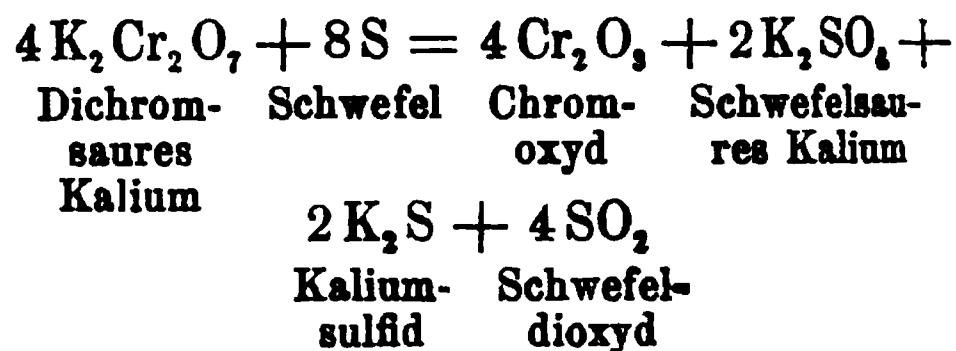 4 K₂Cr₂O₇ + 8 S = 4 Cr₂O₃ + 2 K₂SO₄ +
Dichrom- Schwefel Chrom- Schwefelsau-
saures oxyd res Kalium
Kalium
2 K₂S + 4 SO₂
Kalium- Schwefel-
sulfid dioxyd